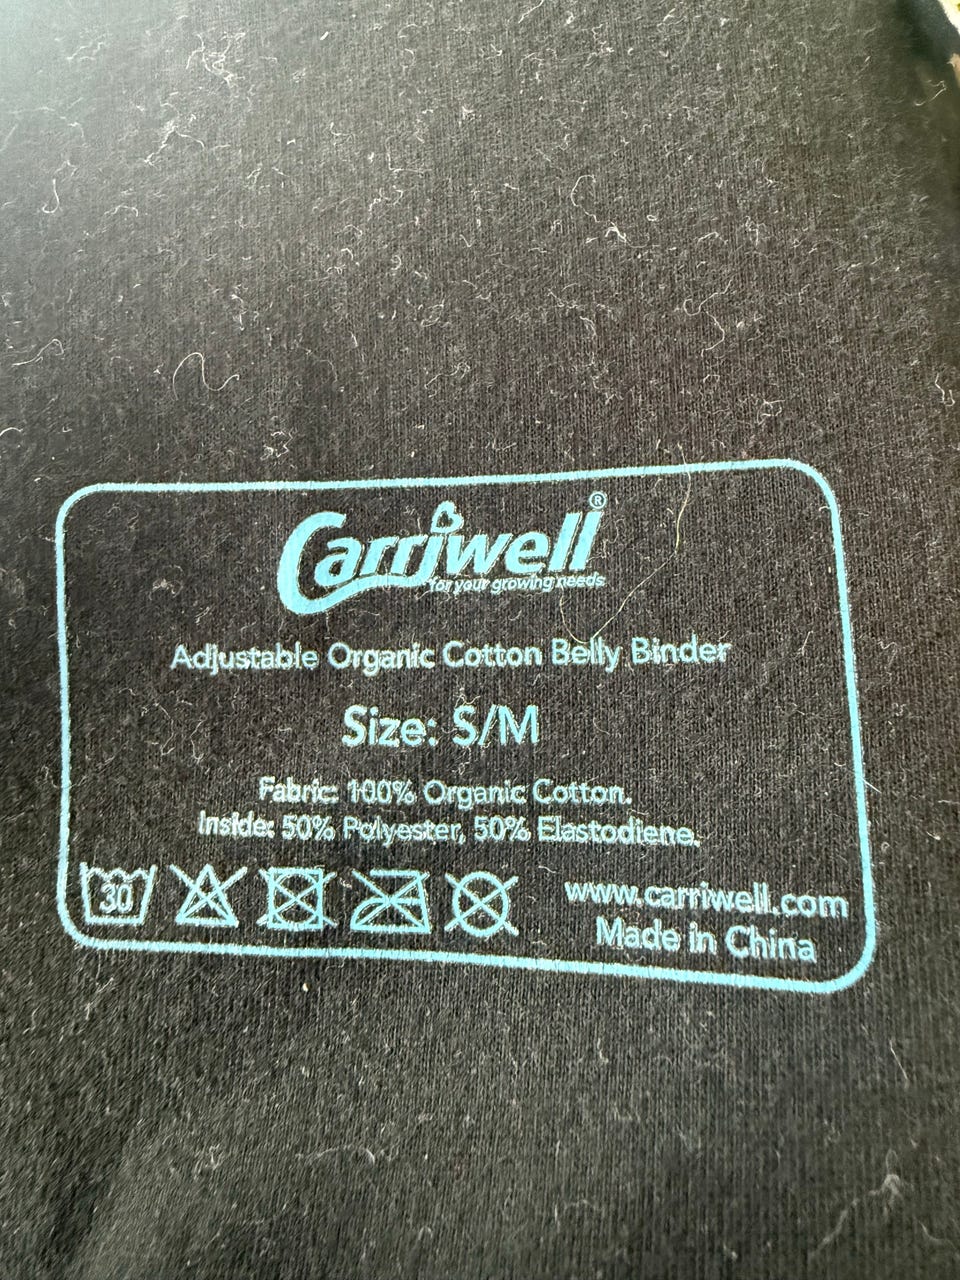 Carriwell®
for your growing needs
Adjustable Organic Cotton Belly Binder
Size: S/M
Fabric: 100% Organic Cotton.
Inside: 50% Polyester, 50% Elastodiene.
30
www.carriwell.com
Made in China